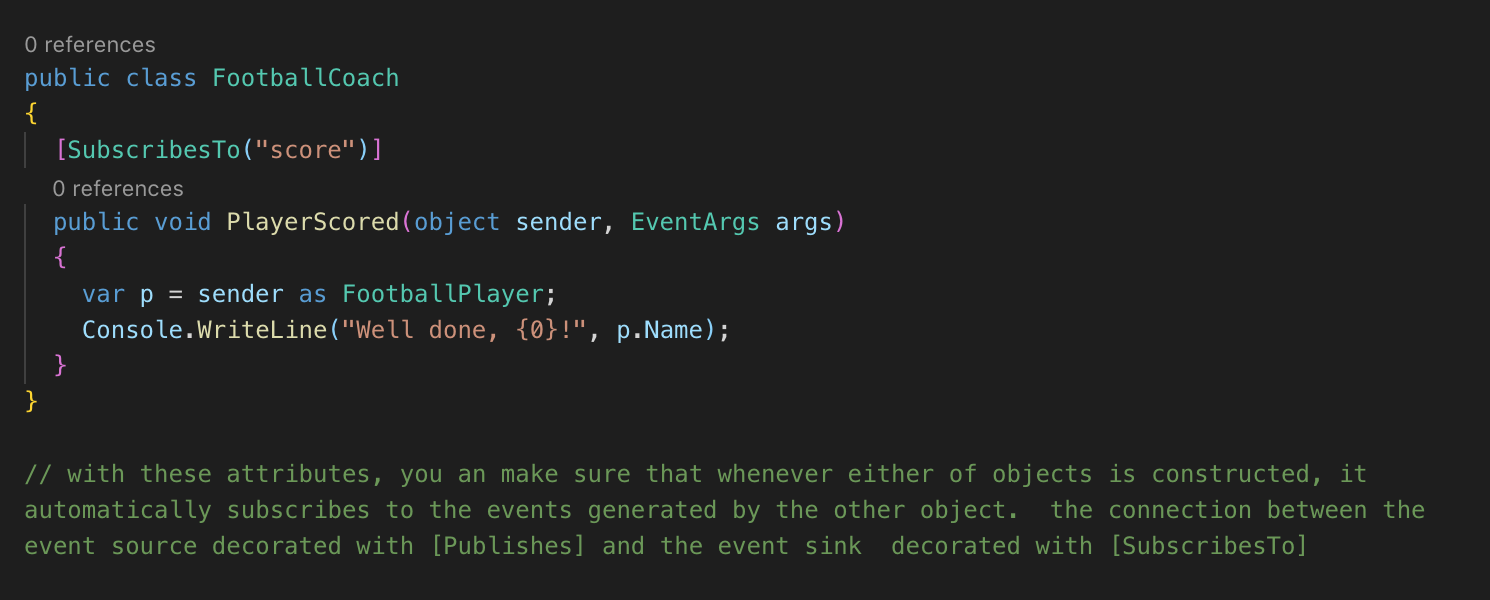 0 references
public class FootballCoach
{
[SubscribesTo("score")]
0 references
public void PlayerScored(object sender, EventArgs args)
{
var p = sender as FootballPlayer;
Console.WriteLine("Well done, {0}!", p.Name);
}
}
// with these attributes, you an make sure that whenever either of objects is constructed, it
automatically subscribes to the events generated by the other object.  the connection between the
event source decorated with [Publishes] and the event sink  decorated with [SubscribesTo]